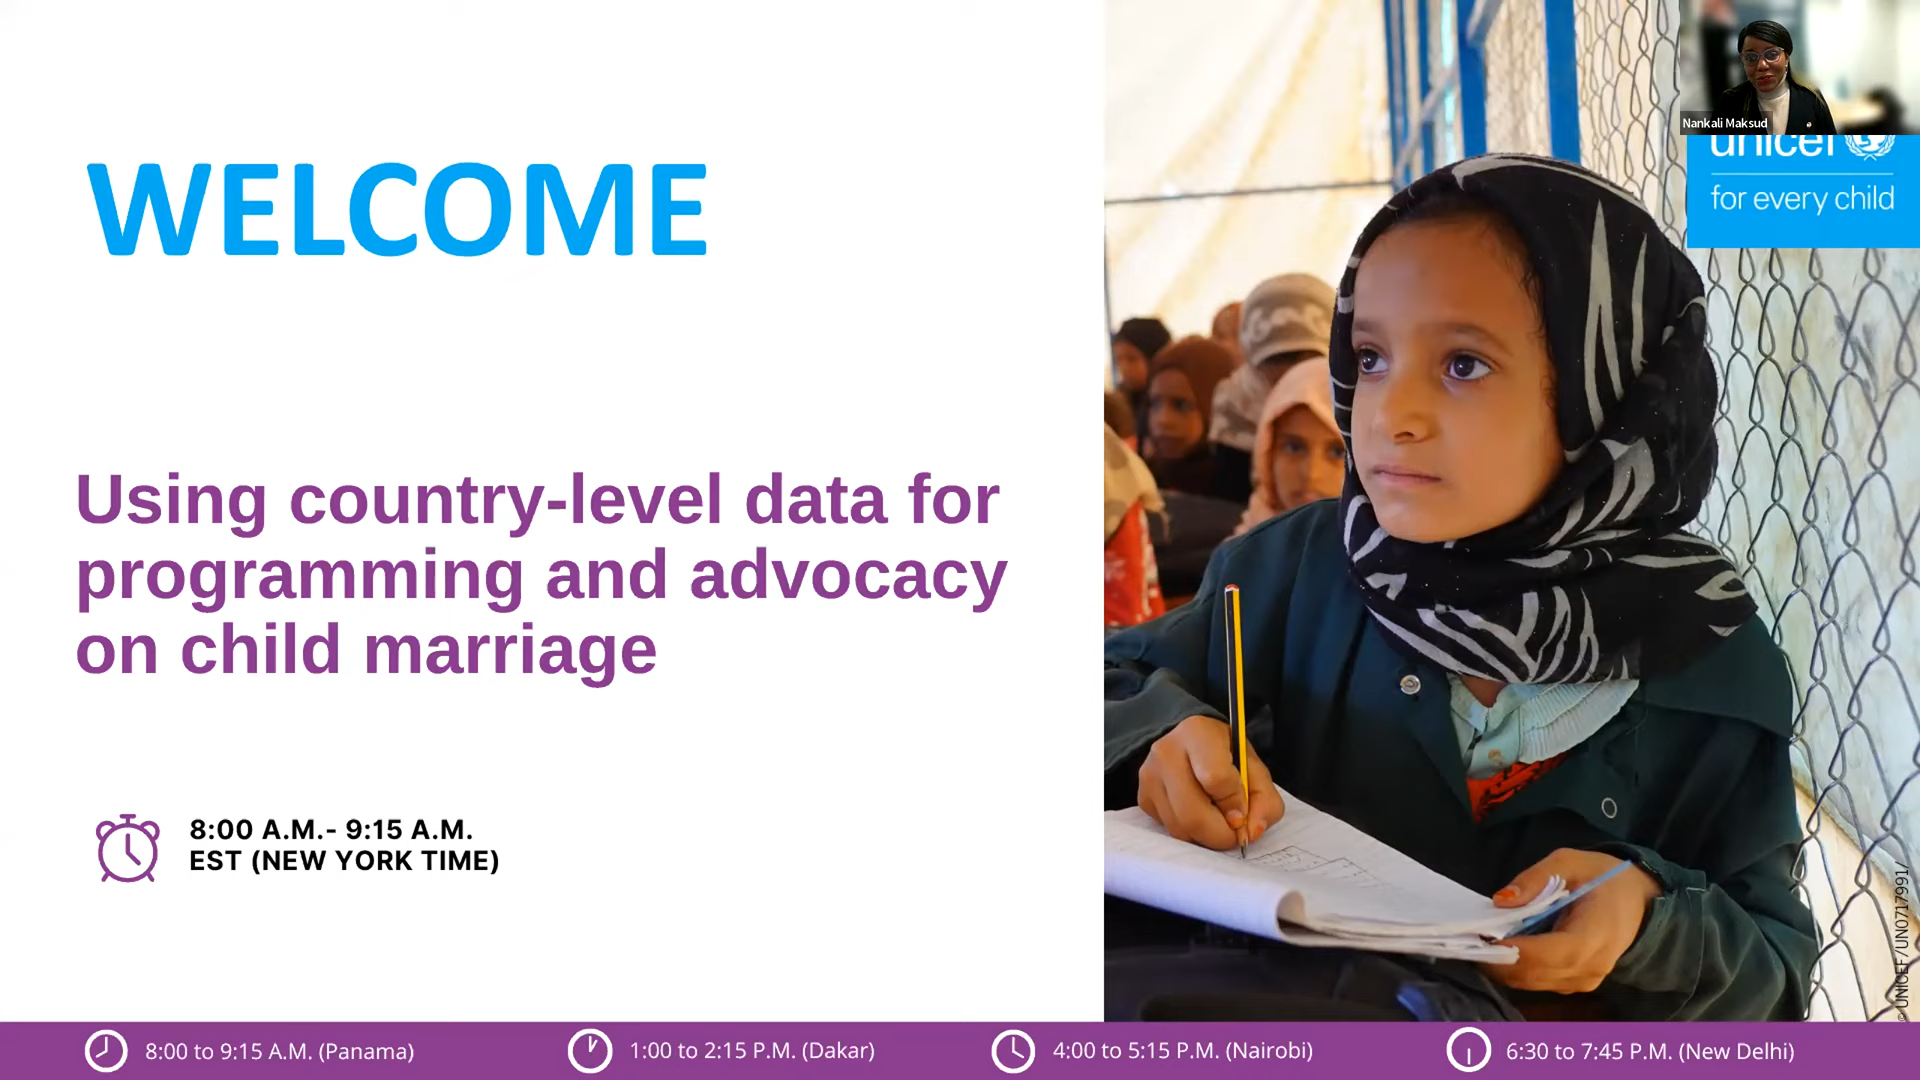 WELCOME
Using country-level data for
programming and advocacy
on child marriage
8:00 A.M.- 9:15 A.M.
EST (NEW YORK TIME)
Nankali Maksud
unicef
for every child
© UNICEF/UN0717991/
8:00 to 9:15 A.M. (Panama)
1:00 to 2:15 P.M. (Dakar)
4:00 to 5:15 P.M. (Nairobi)
6:30 to 7:45 P.M. (New Delhi)